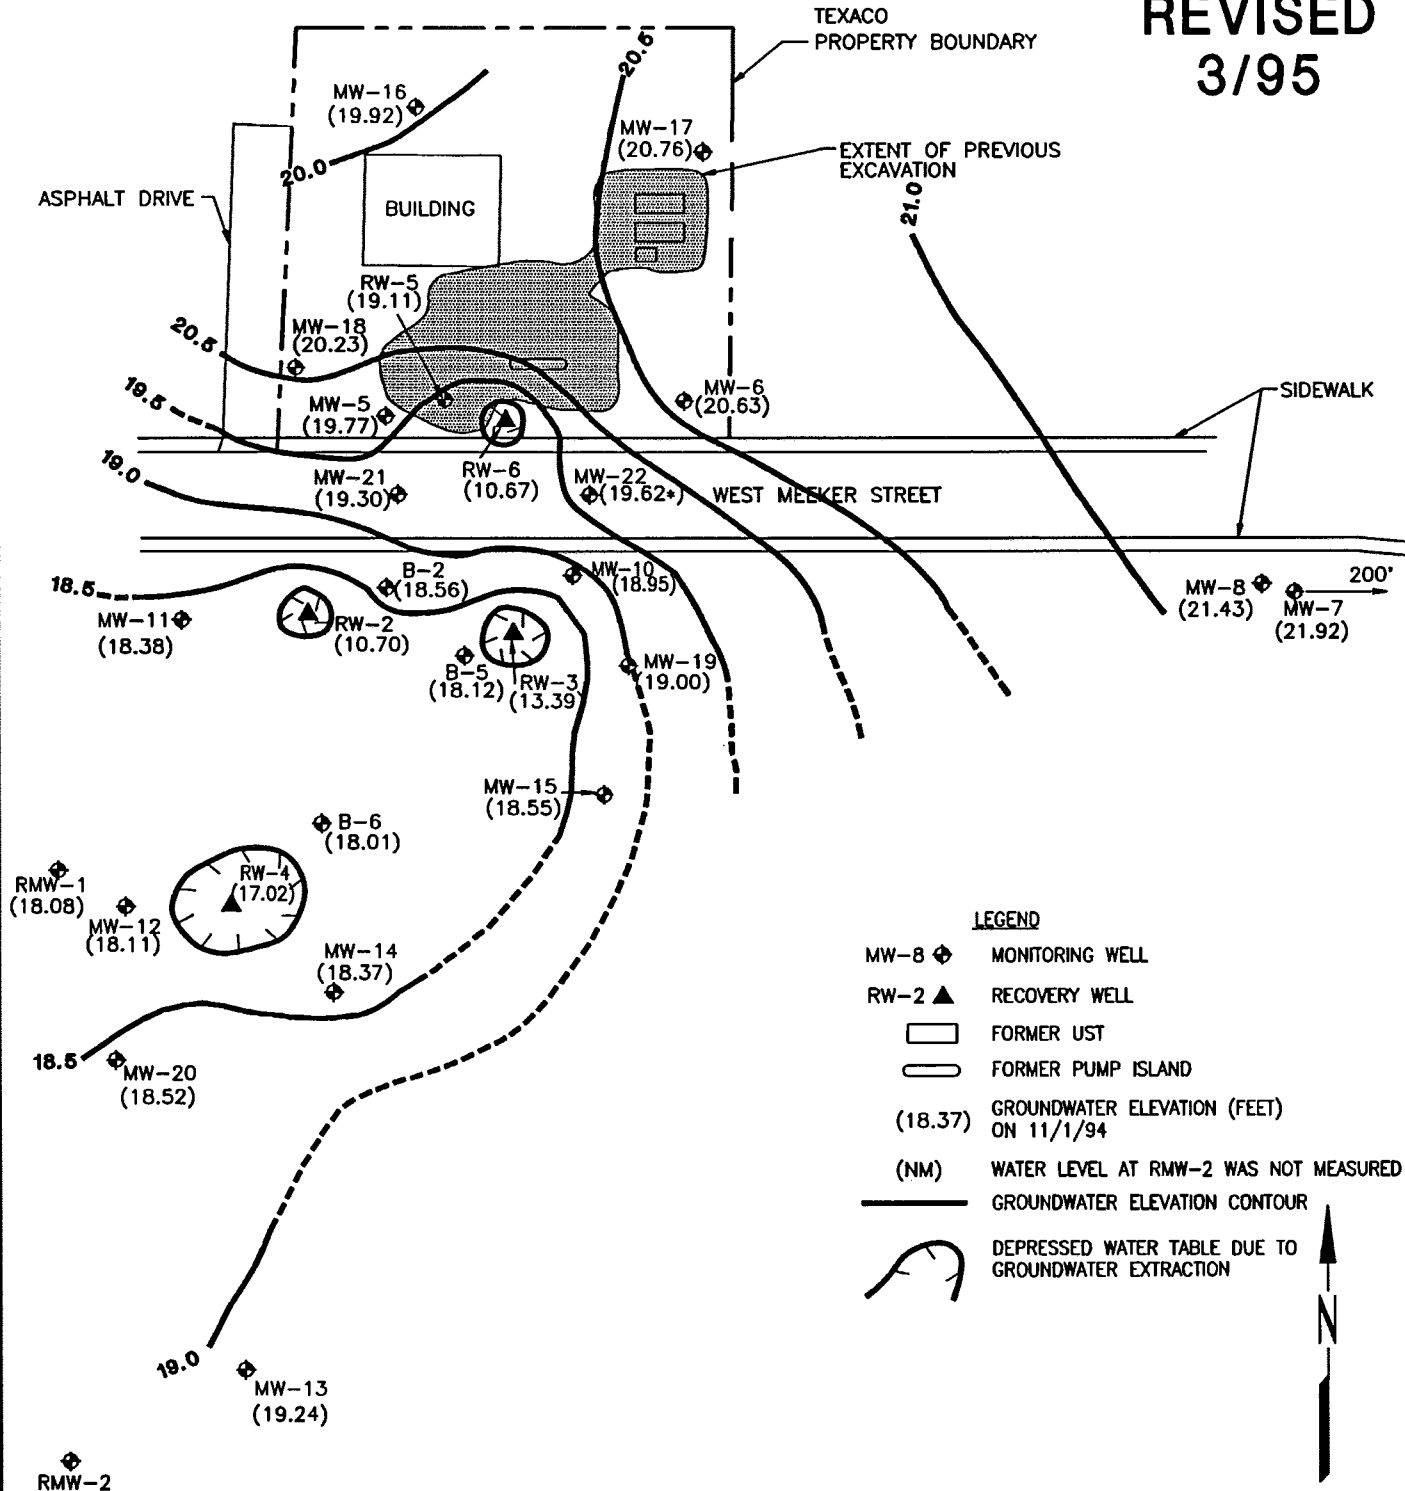 REVISED
3/95
TEXACO
PROPERTY BOUNDARY
20.5
MW-16
(19.92)
MW-17
(20.76)
EXTENT OF PREVIOUS
EXCAVATION
20.0
21.0
ASPHALT DRIVE
BUILDING
RW-5
(19.11)
20.5
MW-18
(20.23)
19.5
MW-5
(19.77)
MW-6
(20.63)
SIDEWALK
19.0
MW-21
(19.30)
RW-6
(10.67)
MW-22
(19.62*)
WEST MEEKER STREET
18.5
B-2
(18.56)
MW-10
(18.95)
MW-8
(21.43)
200'
MW-7
(21.92)
MW-11
(18.38)
RW-2
(10.70)
B-5
(18.12)
RW-3
(13.39)
MW-19
(19.00)
MW-15
(18.55)
B-6
(18.01)
RW-4
(17.02)
RMW-1
(18.08)
MW-12
(18.11)
MW-14
(18.37)
18.5
MW-20
(18.52)
19.0
MW-13
(19.24)
RMW-2
LEGEND
MW-8 MONITORING WELL
RW-2 RECOVERY WELL
FORMER UST
FORMER PUMP ISLAND
(18.37) GROUNDWATER ELEVATION (FEET)
ON 11/1/94
(NM) WATER LEVEL AT RMW-2 WAS NOT MEASURED
GROUNDWATER ELEVATION CONTOUR
DEPRESSED WATER TABLE DUE TO
GROUNDWATER EXTRACTION
N